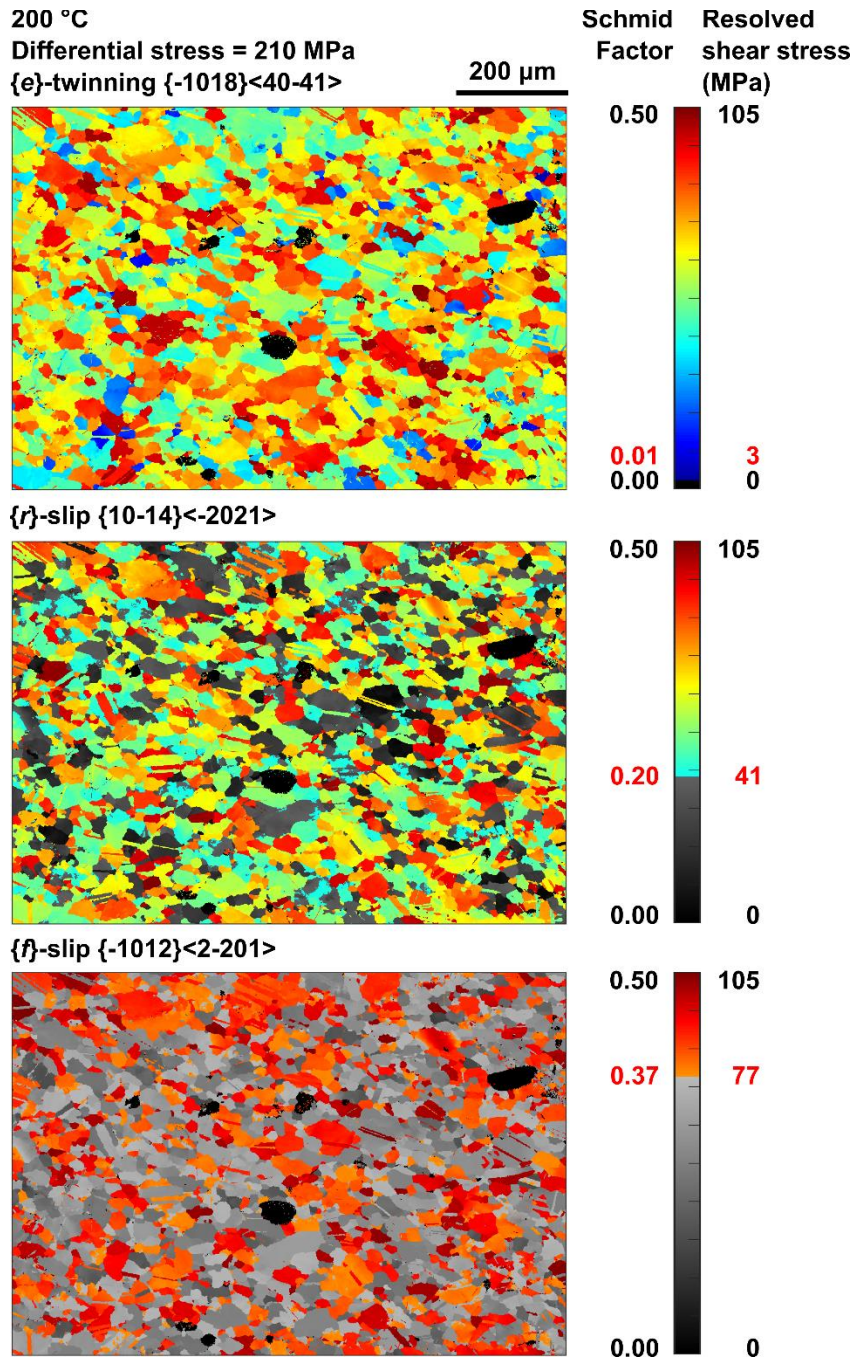 200 °C
Differential stress = 210 MPa
{e}-twinning {-1018}<40-41>
200 µm
Schmid Factor
Resolved shear stress (MPa)
0.50 105
0.01 3
0.00 0
{r}-slip {10-14}<-2021>
0.50 105
0.20 41
0.00 0
{f}-slip {-1012}<2-201>
0.50 105
0.37 77
0.00 0